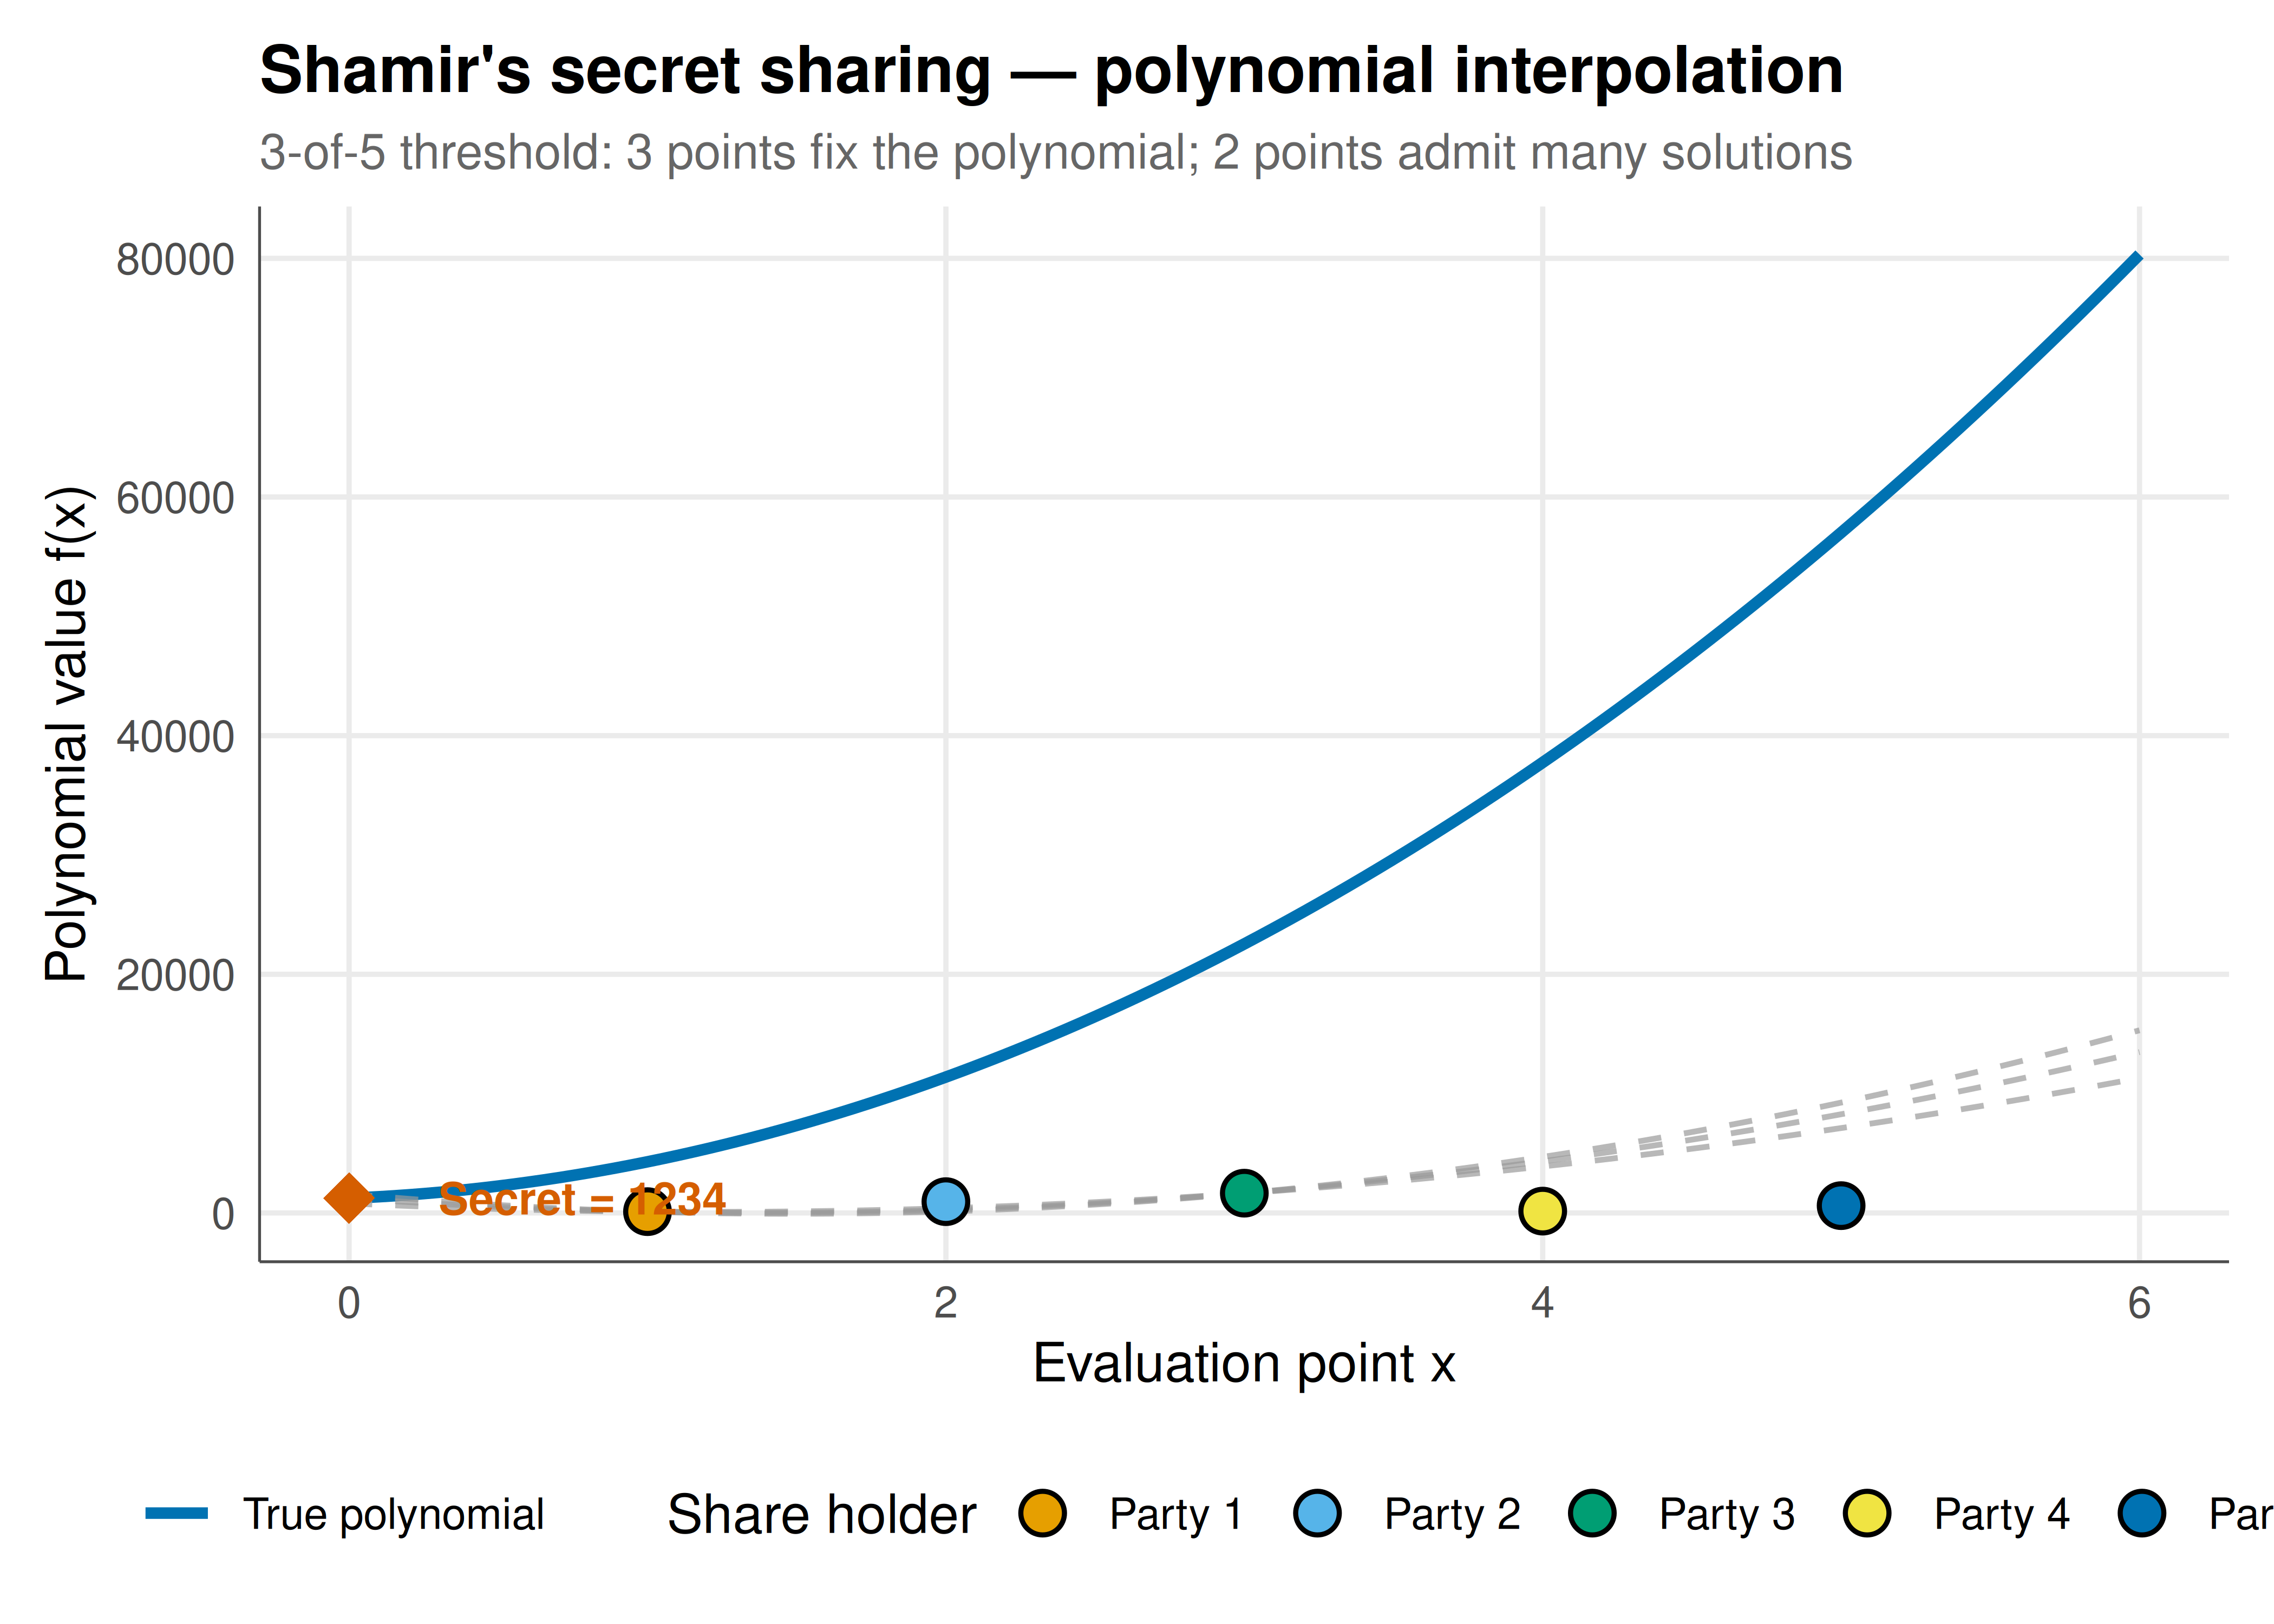 Shamir's secret sharing — polynomial interpolation
3-of-5 threshold: 3 points fix the polynomial; 2 points admit many solutions
Polynomial value f(x)
80000
60000
40000
20000
0
Secret = 1234
0 2 4 6
Evaluation point x
True polynomial Share holder Party 1 Party 2 Party 3 Party 4 Par